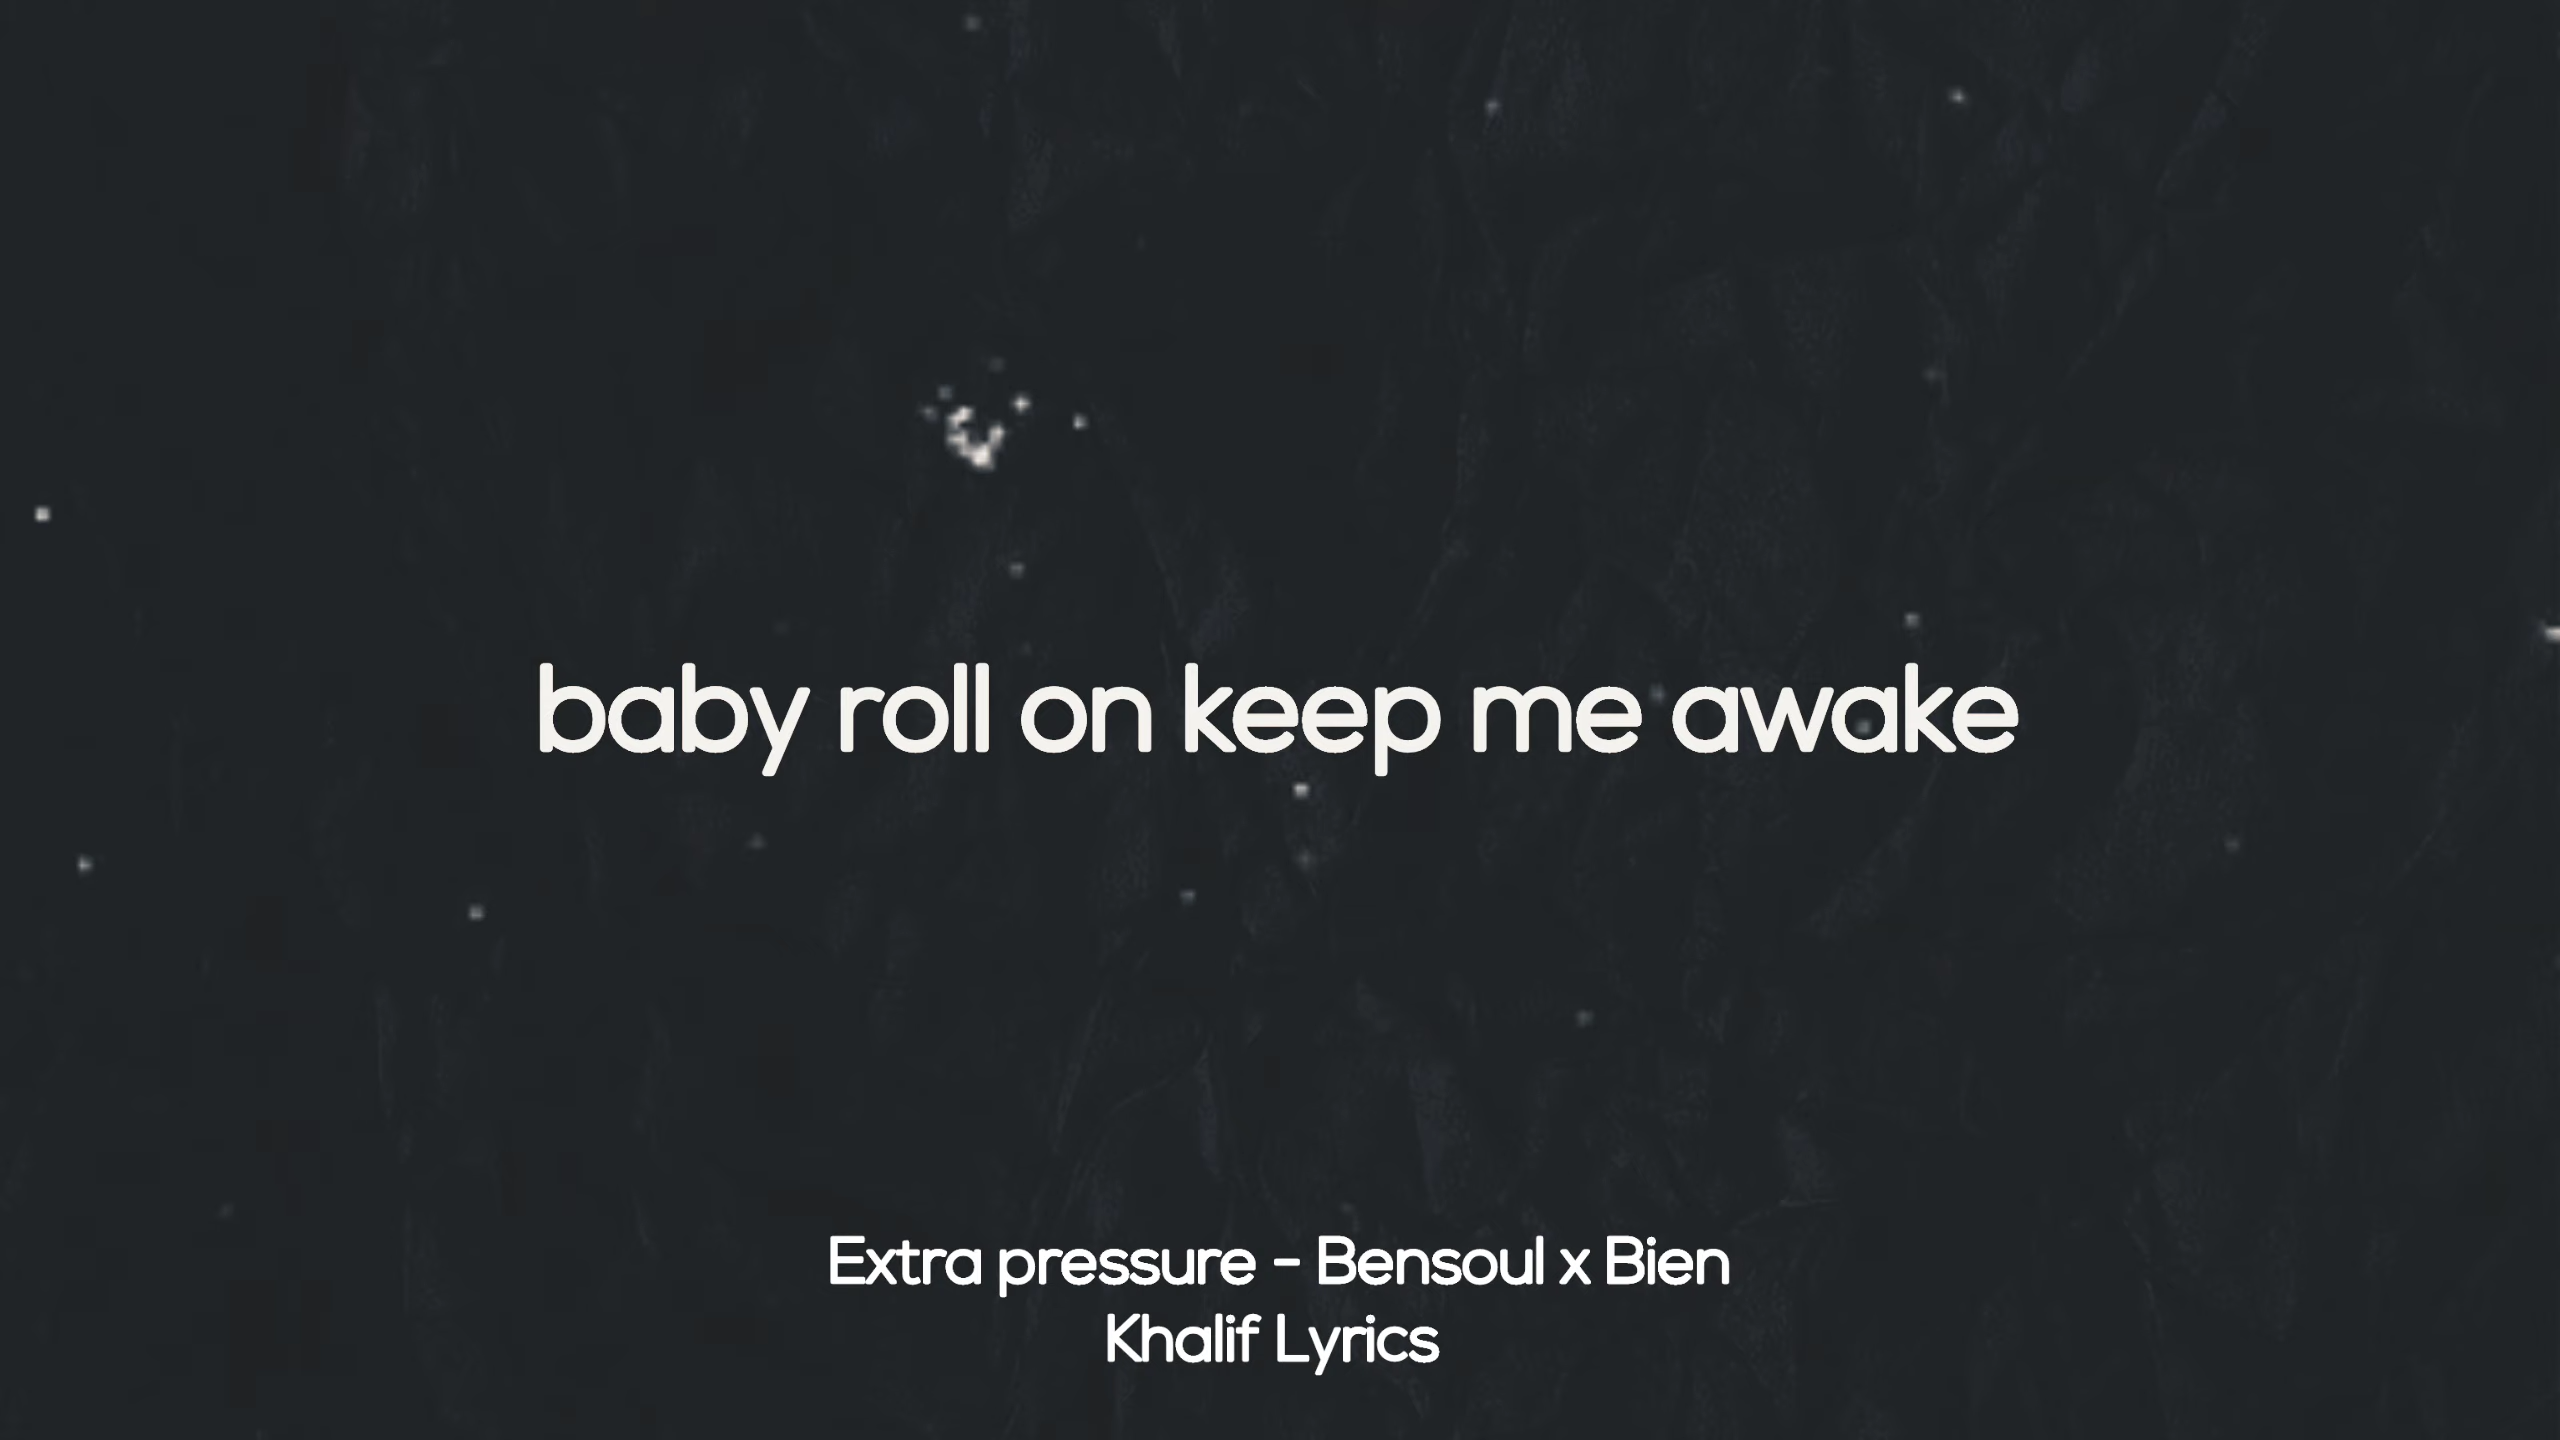 baby roll on keep me awake
Extra pressure - Bensoul x Bien
Khalif Lyrics